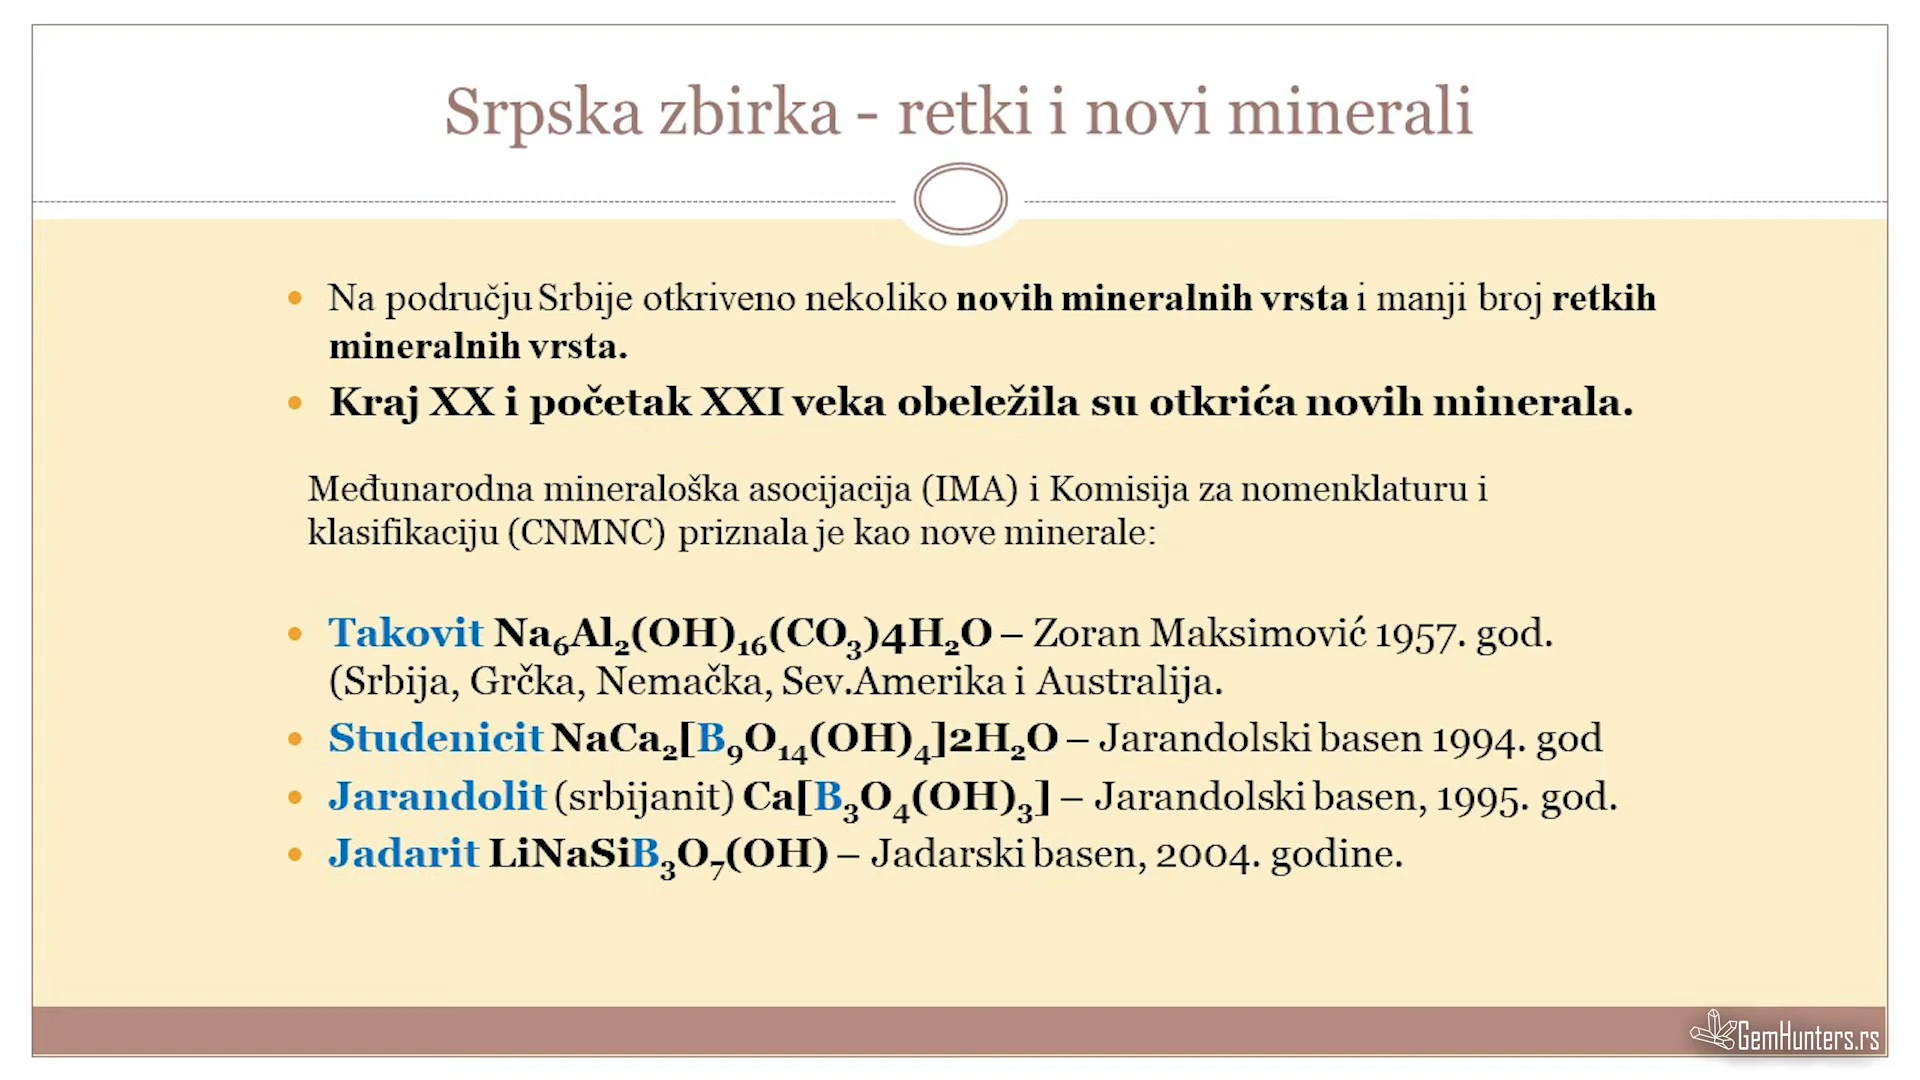 Srpska zbirka - retki i novi minerali
Na području Srbije otkriveno nekoliko novih mineralnih vrsta i manji broj retkih
mineralnih vrsta.
Kraj XX i početak XXI veka obeležila su otkrića novih minerala.
Međunarodna mineraloška asocijacija (IMA) i Komisija za nomenklaturu i
klasifikaciju (CNMNC) priznala je kao nove minerale:
Takovit Na₆Al₂(OH)₁₆(CO₃)4H₂O – Zoran Maksimović 1957. god.
(Srbija, Grčka, Nemačka, Sev.Amerika i Australija.
Studenicit NaCa₂[B₉O₁₄(OH)₄]2H₂O – Jarandolski basen 1994. god
Jarandolit (srbijanit) Ca[B₃O₄(OH)₃] – Jarandolski basen, 1995. god.
Jadarit LiNaSiB₃O₇(OH) – Jadarski basen, 2004. godine.
GemHunters.rs